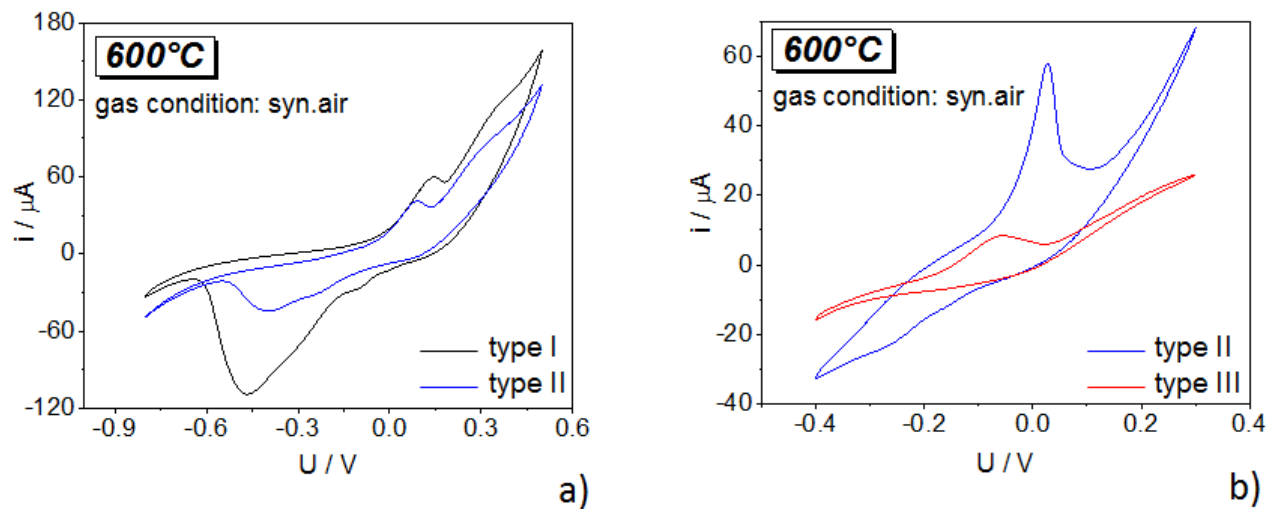 180
120
60
0
-60
-120
i / μA
600°C
gas condition: syn.air
type I
type II
-0.9
-0.6
-0.3
0.0
0.3
0.6
U / V
a)
60
40
20
0
-20
-40
i / μA
600°C
gas condition: syn.air
type II
type III
-0.4
-0.2
0.0
0.2
0.4
U / V
b)